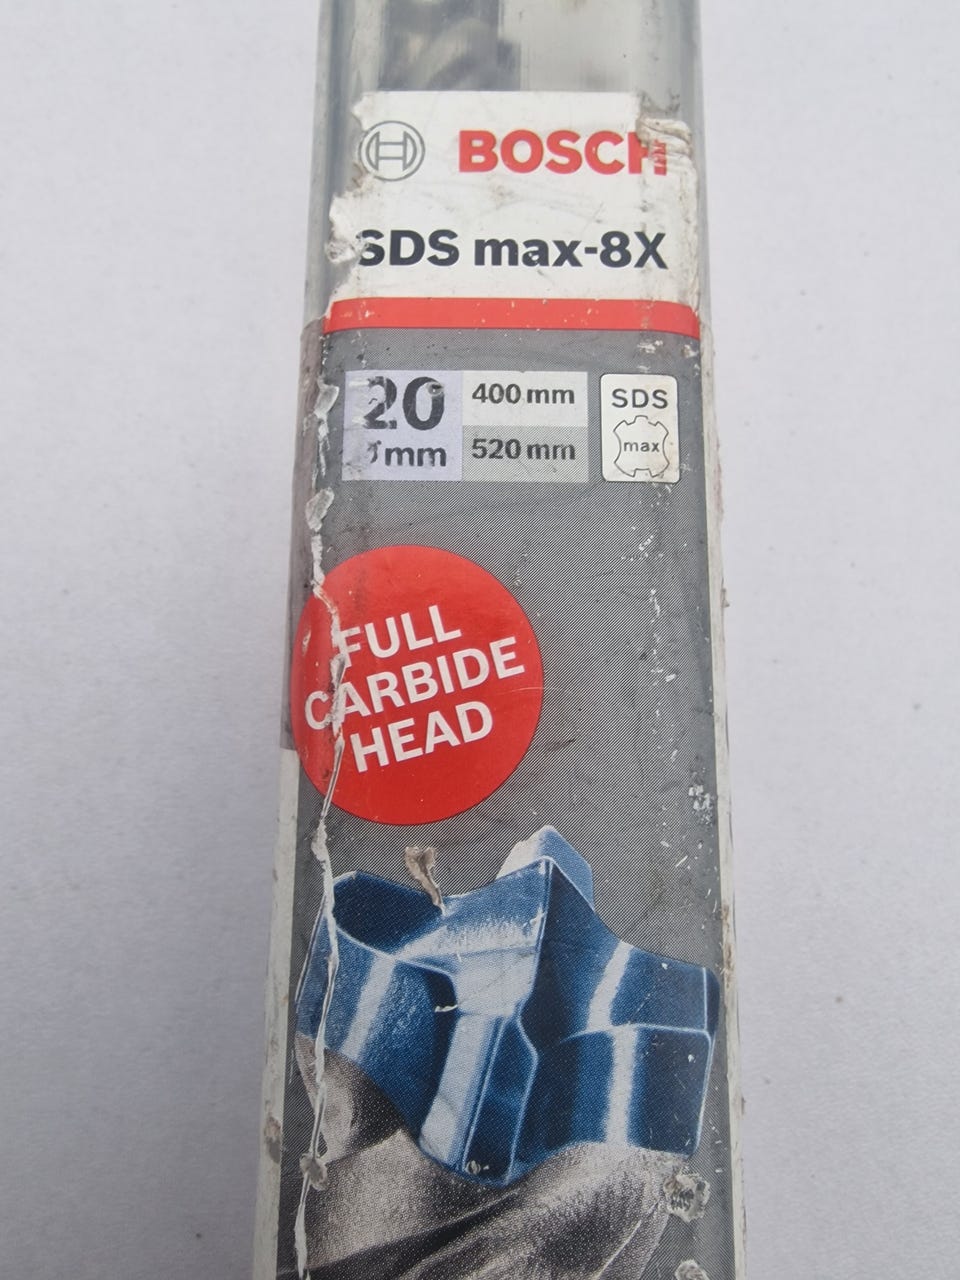 BOSCH
SDS max-8X
20
mm
400 mm
520 mm
SDS
max
FULL
CARBIDE
HEAD